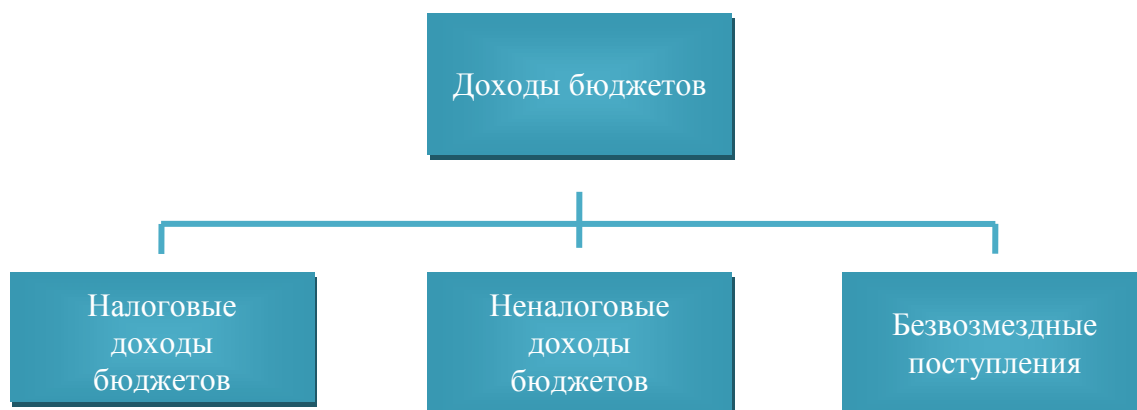 Доходы бюджетов
Налоговые
доходы
бюджетов
Неналоговые
доходы
бюджетов
Безвозмездные
поступления